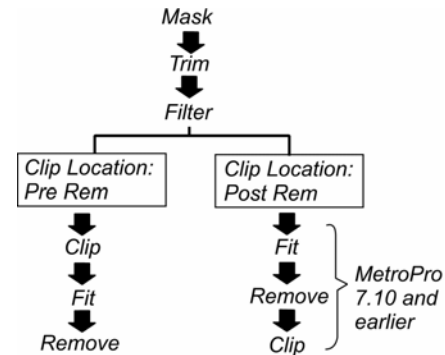 Mask
Trim
Filter
Clip Location:
Pre Rem
Clip
Fit
Remove
Clip Location:
Post Rem
Fit
Remove
Clip
MetroPro
7.10 and
earlier